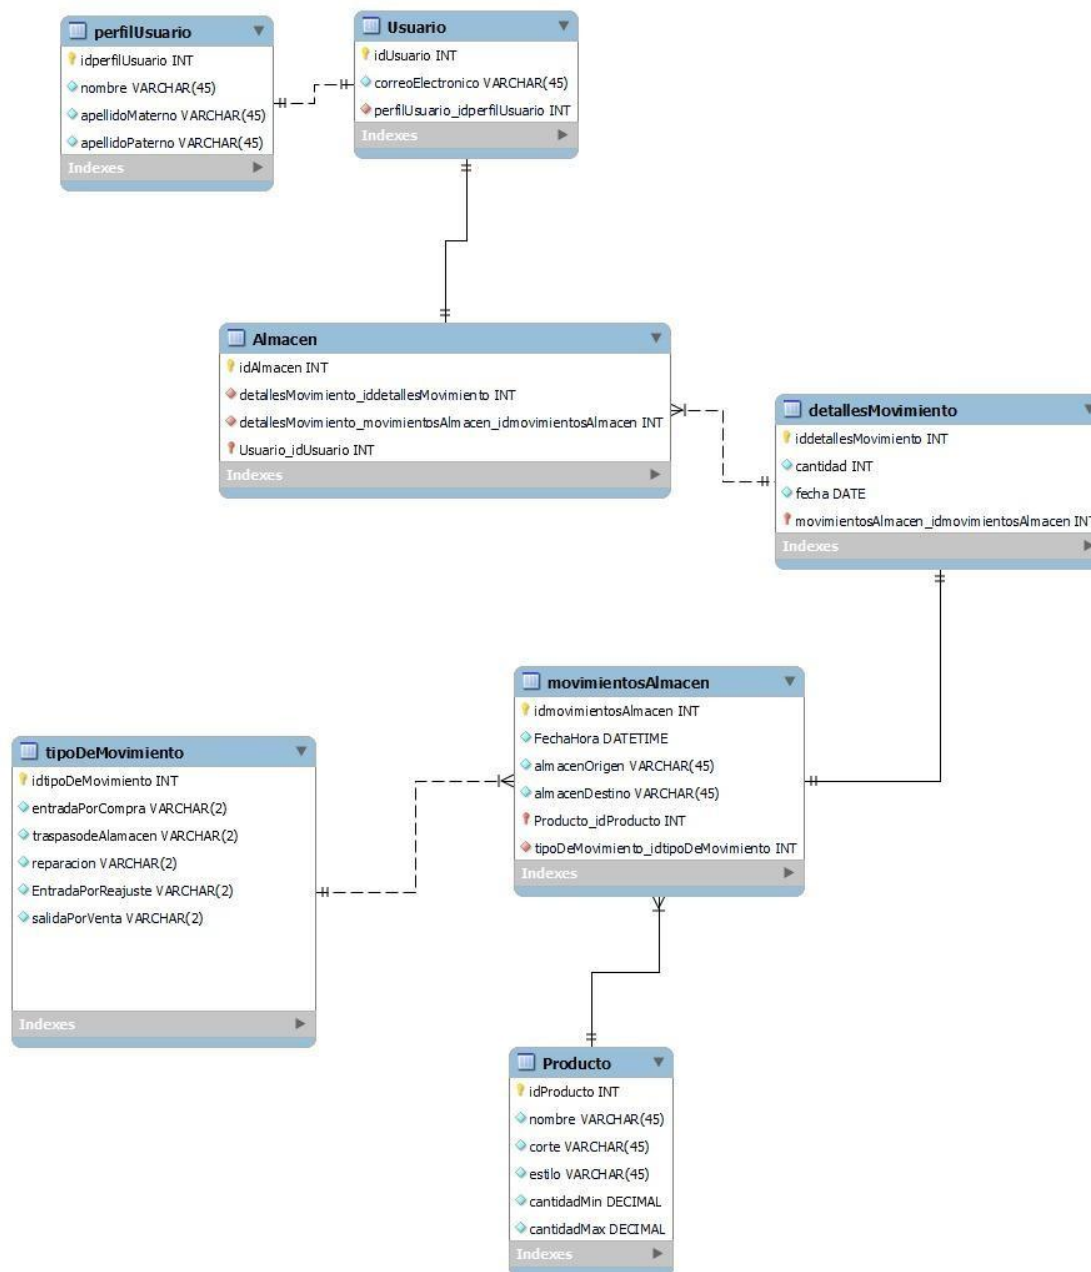 perfilUsuario
idperfilUsuario INT
nombre VARCHAR(45)
apellidoMaterno VARCHAR(45)
apellidoPaterno VARCHAR(45)
Indexes
Usuario
idUsuario INT
correoElectronico VARCHAR(45)
perfilUsuario_idperfilUsuario INT
Indexes
Almacen
idAlmacen INT
detallesMovimiento_iddetallesMovimiento INT
detallesMovimiento_movimientosAlmacen_idmovimientosAlmacen INT
Usuario_idUsuario INT
Indexes
detallesMovimiento
iddetallesMovimiento INT
cantidad INT
fecha DATE
movimientosAlmacen_idmovimientosAlmacen INT
Indexes
movimientosAlmacen
idmovimientosAlmacen INT
FechaHora DATETIME
almacenOrigen VARCHAR(45)
almacenDestino VARCHAR(45)
Producto_idProducto INT
tipoDeMovimiento_idtipoDeMovimiento INT
Indexes
tipoDeMovimiento
idtipoDeMovimiento INT
entradaPorCompra VARCHAR(2)
traspasodeAlamacen VARCHAR(2)
reparacion VARCHAR(2)
EntradaPorReajuste VARCHAR(2)
salidaPorVenta VARCHAR(2)
Indexes
Producto
idProducto INT
nombre VARCHAR(45)
corte VARCHAR(45)
estilo VARCHAR(45)
cantidadMin DECIMAL
cantidadMax DECIMAL
Indexes